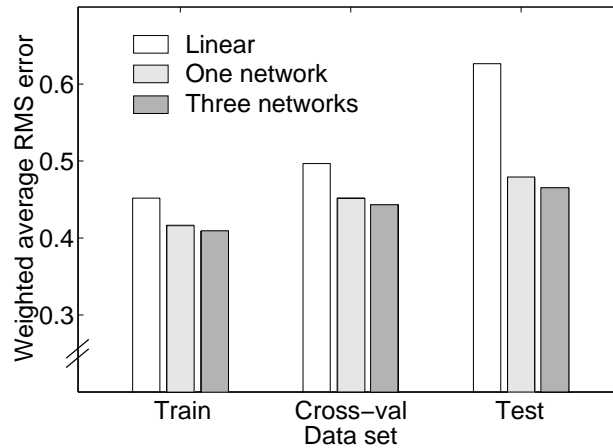 Weighted average RMS error
0.6
0.5
0.4
0.3
Linear
One network
Three networks
Train
Cross−val
Test
Data set